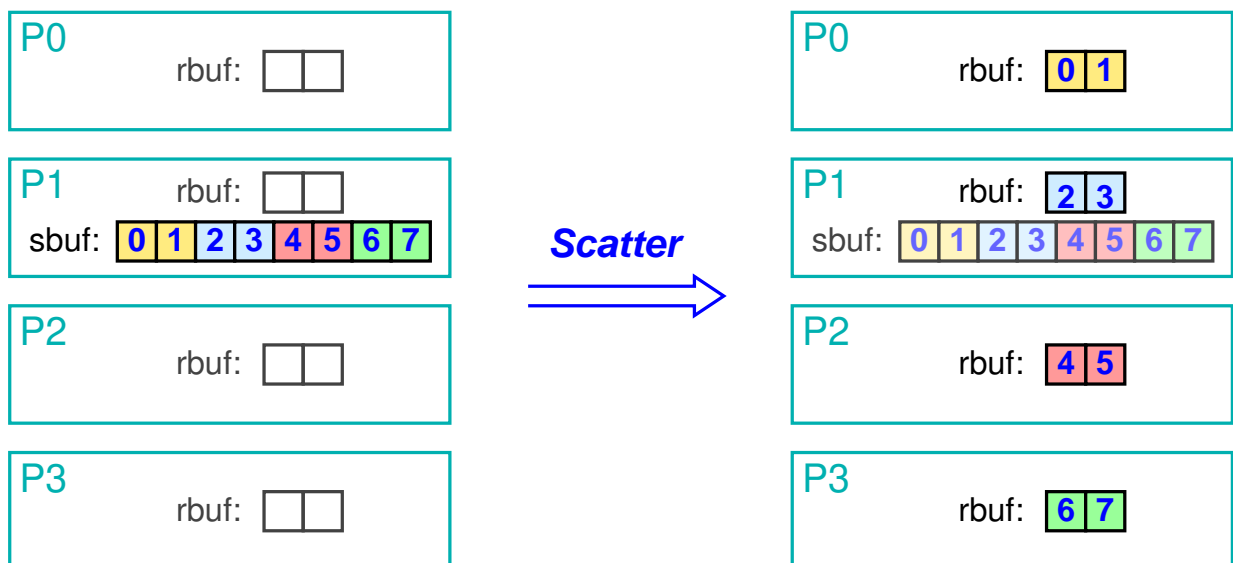 P0
rbuf:
P1
rbuf:
sbuf: 0 1 2 3 4 5 6 7
P2
rbuf:
P3
rbuf:
Scatter
P0
rbuf: 0 1
P1
rbuf: 2 3
sbuf: 0 1 2 3 4 5 6 7
P2
rbuf: 4 5
P3
rbuf: 6 7